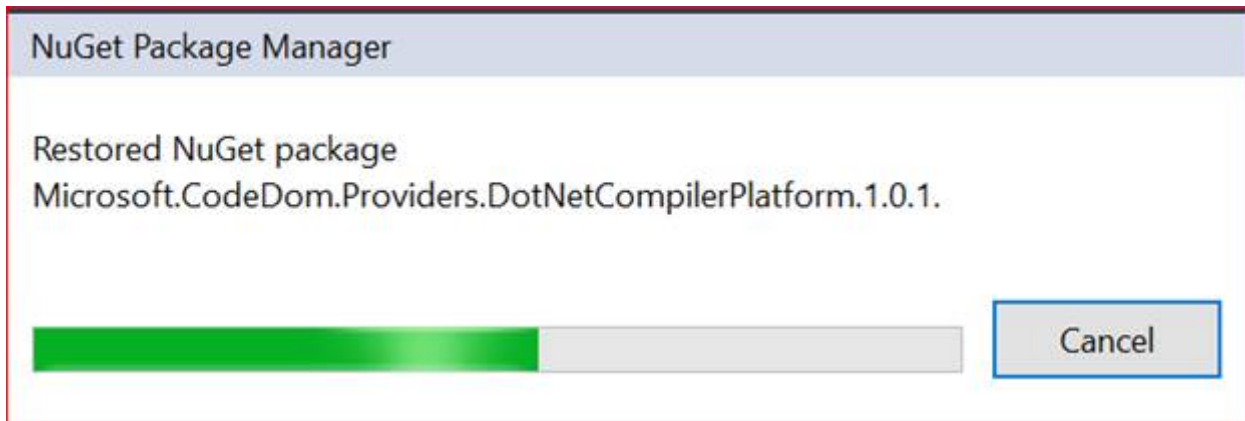 NuGet Package Manager
Restored NuGet package
Microsoft.CodeDom.Providers.DotNetCompilerPlatform.1.0.1.
Cancel